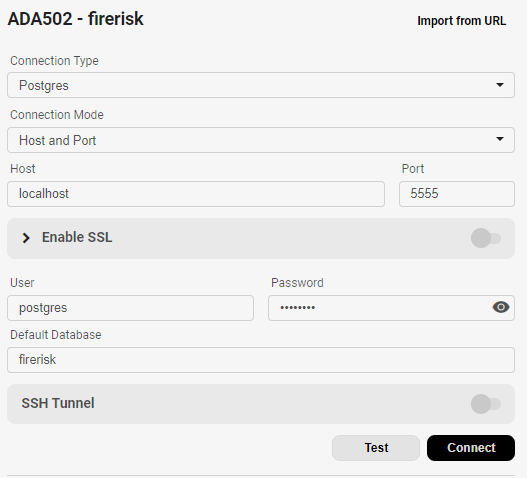 ADA502 - firerisk
Import from URL
Connection Type
Postgres
Connection Mode
Host and Port
Host Port
localhost 5555
Enable SSL
User Password
postgres ••••••••
Default Database
firerisk
SSH Tunnel
Test Connect